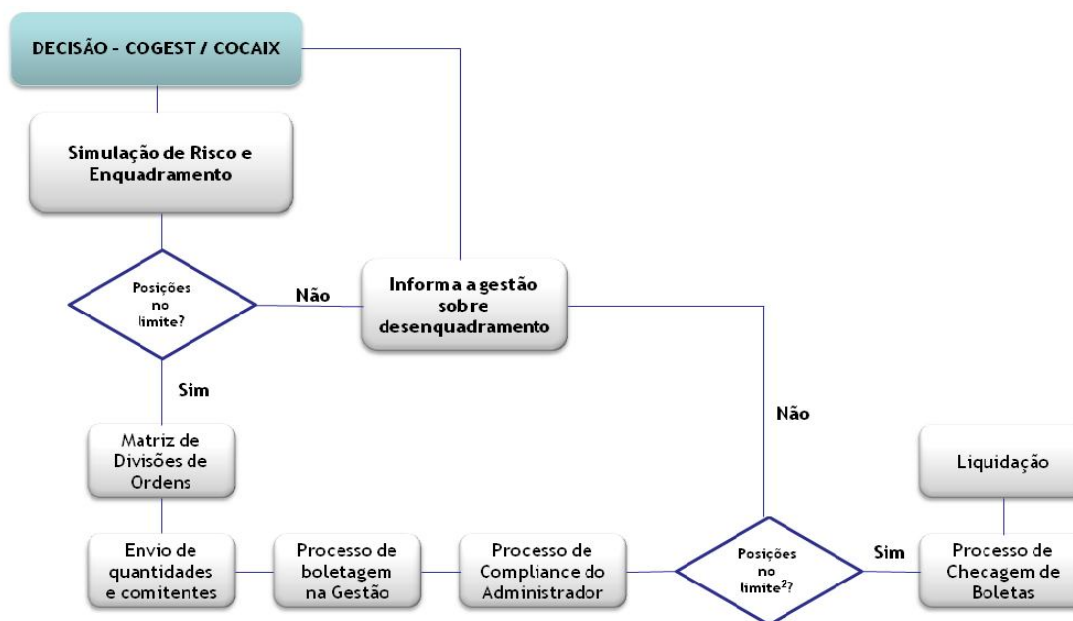 DECISÃO - COGEST / COCAIX
Simulação de Risco e
Enquadramento
Posições
no
limite?
Não
Informa a gestão
sobre
desenquadramento
Sim
Não
Matriz de
Divisões de
Ordens
Envio de
quantidades
e comitentes
Processo de
boletagem
na Gestão
Processo de
Compliance do
Administrador
Posições
no
limite²?
Sim
Liquidação
Processo de
Checagem de
Boletas